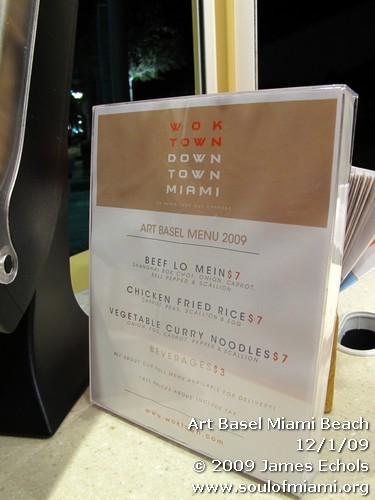 WOK
TOWN
DOWN
TOWN
MIAMI
ART BASEL MENU 2009
BEEF LO MEIN $7
SHANGHAI BOK CHOY, ONION, CARROT,
BELL PEPPER & SCALLION
CHICKEN FRIED RICE $7
CARROT, PEAS, SCALLION & EGG
VEGETABLE CURRY NOODLES $7
ONION, EGG, CARROT, PEPPER & SCALLION
BEVERAGES $3
ASK ABOUT OUR FULL MENU AVAILABLE FOR DELIVERY!
*ALL PRICES ABOVE INCLUDE TAX
Art Basel Miami Beach
12/1/09
© 2009 James Echols
www.soulofmiami.org